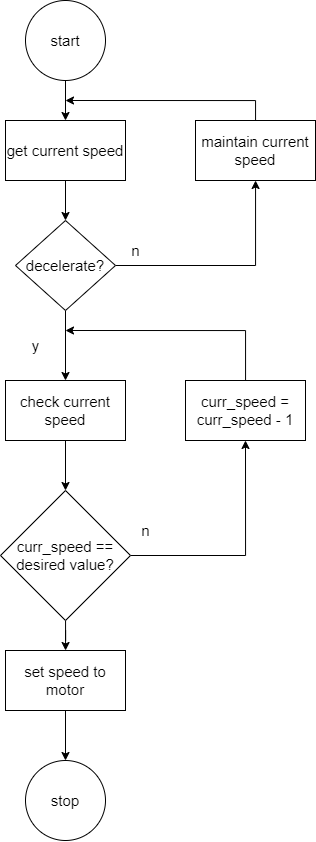 start
get current speed
maintain current
speed
decelerate?
n
y
check current
speed
curr_speed =
curr_speed - 1
curr_speed ==
desired value?
n
set speed to
motor
stop